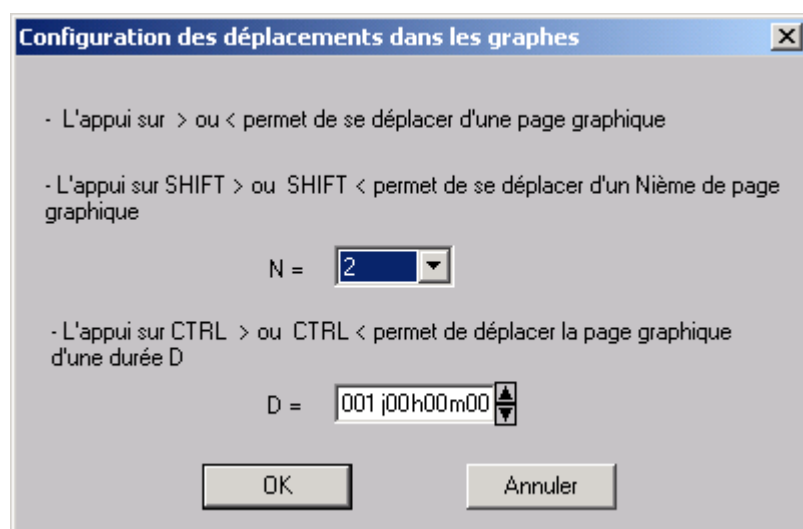 Configuration des déplacements dans les graphes
- L'appui sur > ou < permet de se déplacer d'une page graphique
- L'appui sur SHIFT > ou SHIFT < permet de se déplacer d'un Nième de page
graphique
N = 2
- L'appui sur CTRL > ou CTRL < permet de déplacer la page graphique
d'une durée D
D = 001 j00h00m00
OK Annuler